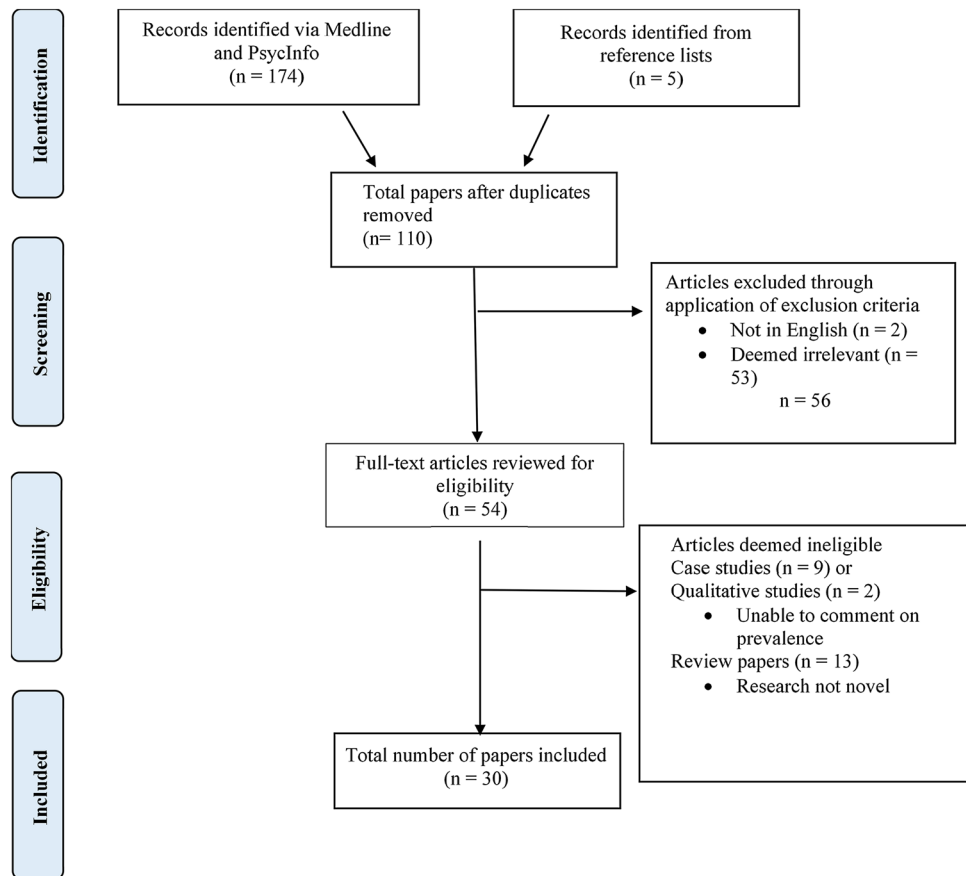 Identification
Records identified via Medline
and PsycInfo
(n = 174)
Records identified from
reference lists
(n = 5)
Total papers after duplicates
removed
(n= 110)
Screening
Articles excluded through
application of exclusion criteria
• Not in English (n = 2)
• Deemed irrelevant (n =
53)
n = 56
Full-text articles reviewed for
eligibility
(n = 54)
Eligibility
Articles deemed ineligible
Case studies (n = 9) or
Qualitative studies (n = 2)
• Unable to comment on
prevalence
Review papers (n = 13)
• Research not novel
Included
Total number of papers included
(n = 30)